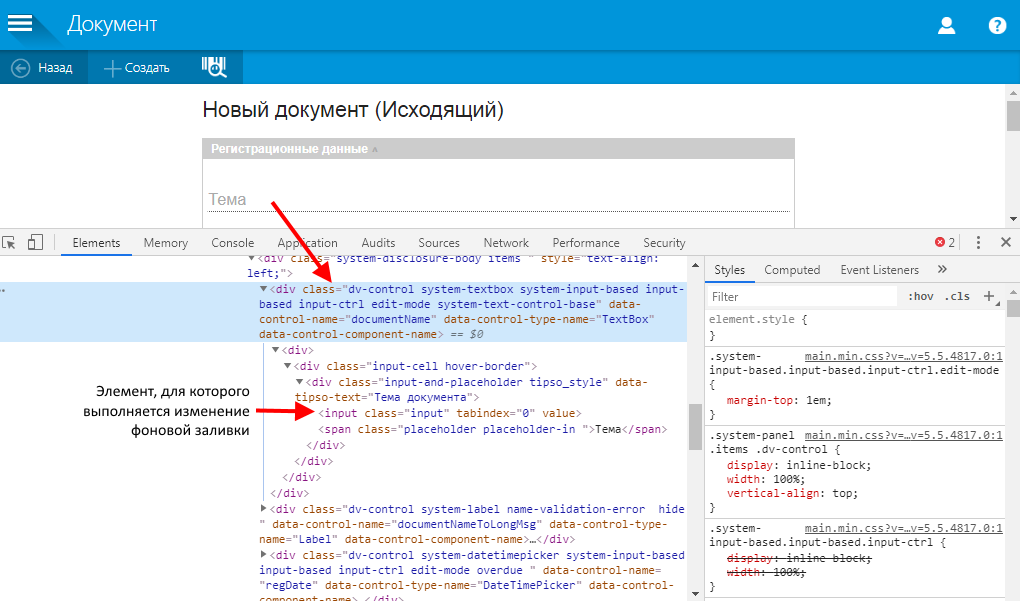 Документ
Назад
Создать
Новый документ (Исходящий)
Регистрационные данные
Тема
Elements Memory Console Application Audits Sources Network Performance Security 2
<div class="system-disclosure-body items " style="text-align:
left;">
<div class="dv-control system-textbox system-input-based input-
based input-ctrl edit-mode system-text-control-base" data-
control-name="documentName" data-control-type-name="TextBox"
data-control-component-name> == $0
<div>
<div class="input-cell hover-border">
<div class="input-and-placeholder tipso_style" data-
tipso-text="Тема документа">
<input class="input" tabindex="0" value>
<span class="placeholder placeholder-in ">Тема</span>
</div>
</div>
</div>
</div>
<div class="dv-control system-label name-validation-error  hide
" data-control-name="documentNameToLongMsg" data-control-type-
name="Label" data-control-component-name>…</div>
<div class="dv-control system-datetimepicker system-input-based
input-based input-ctrl edit-mode overdue " data-control-name=
"regDate" data-control-type-name="DateTimePicker" data-control-
component-name>…</div>
Элемент, для которого
выполняется изменение
фоновой заливки
Styles Computed Event Listeners »
Filter :hov .cls +
element.style {
}
.system- main.min.css?v=…v=5.5.4817.0:1
input-based.input-based.input-ctrl.edit-mode
{
margin-top: 1em;
}
.system-panel main.min.css?v=…v=5.5.4817.0:1
.items .dv-control {
display: inline-block;
width: 100%;
vertical-align: top;
}
.system- main.min.css?v=…v=5.5.4817.0:1
input-based.input-based.input-ctrl {
display: inline-block;
width: 100%;
}